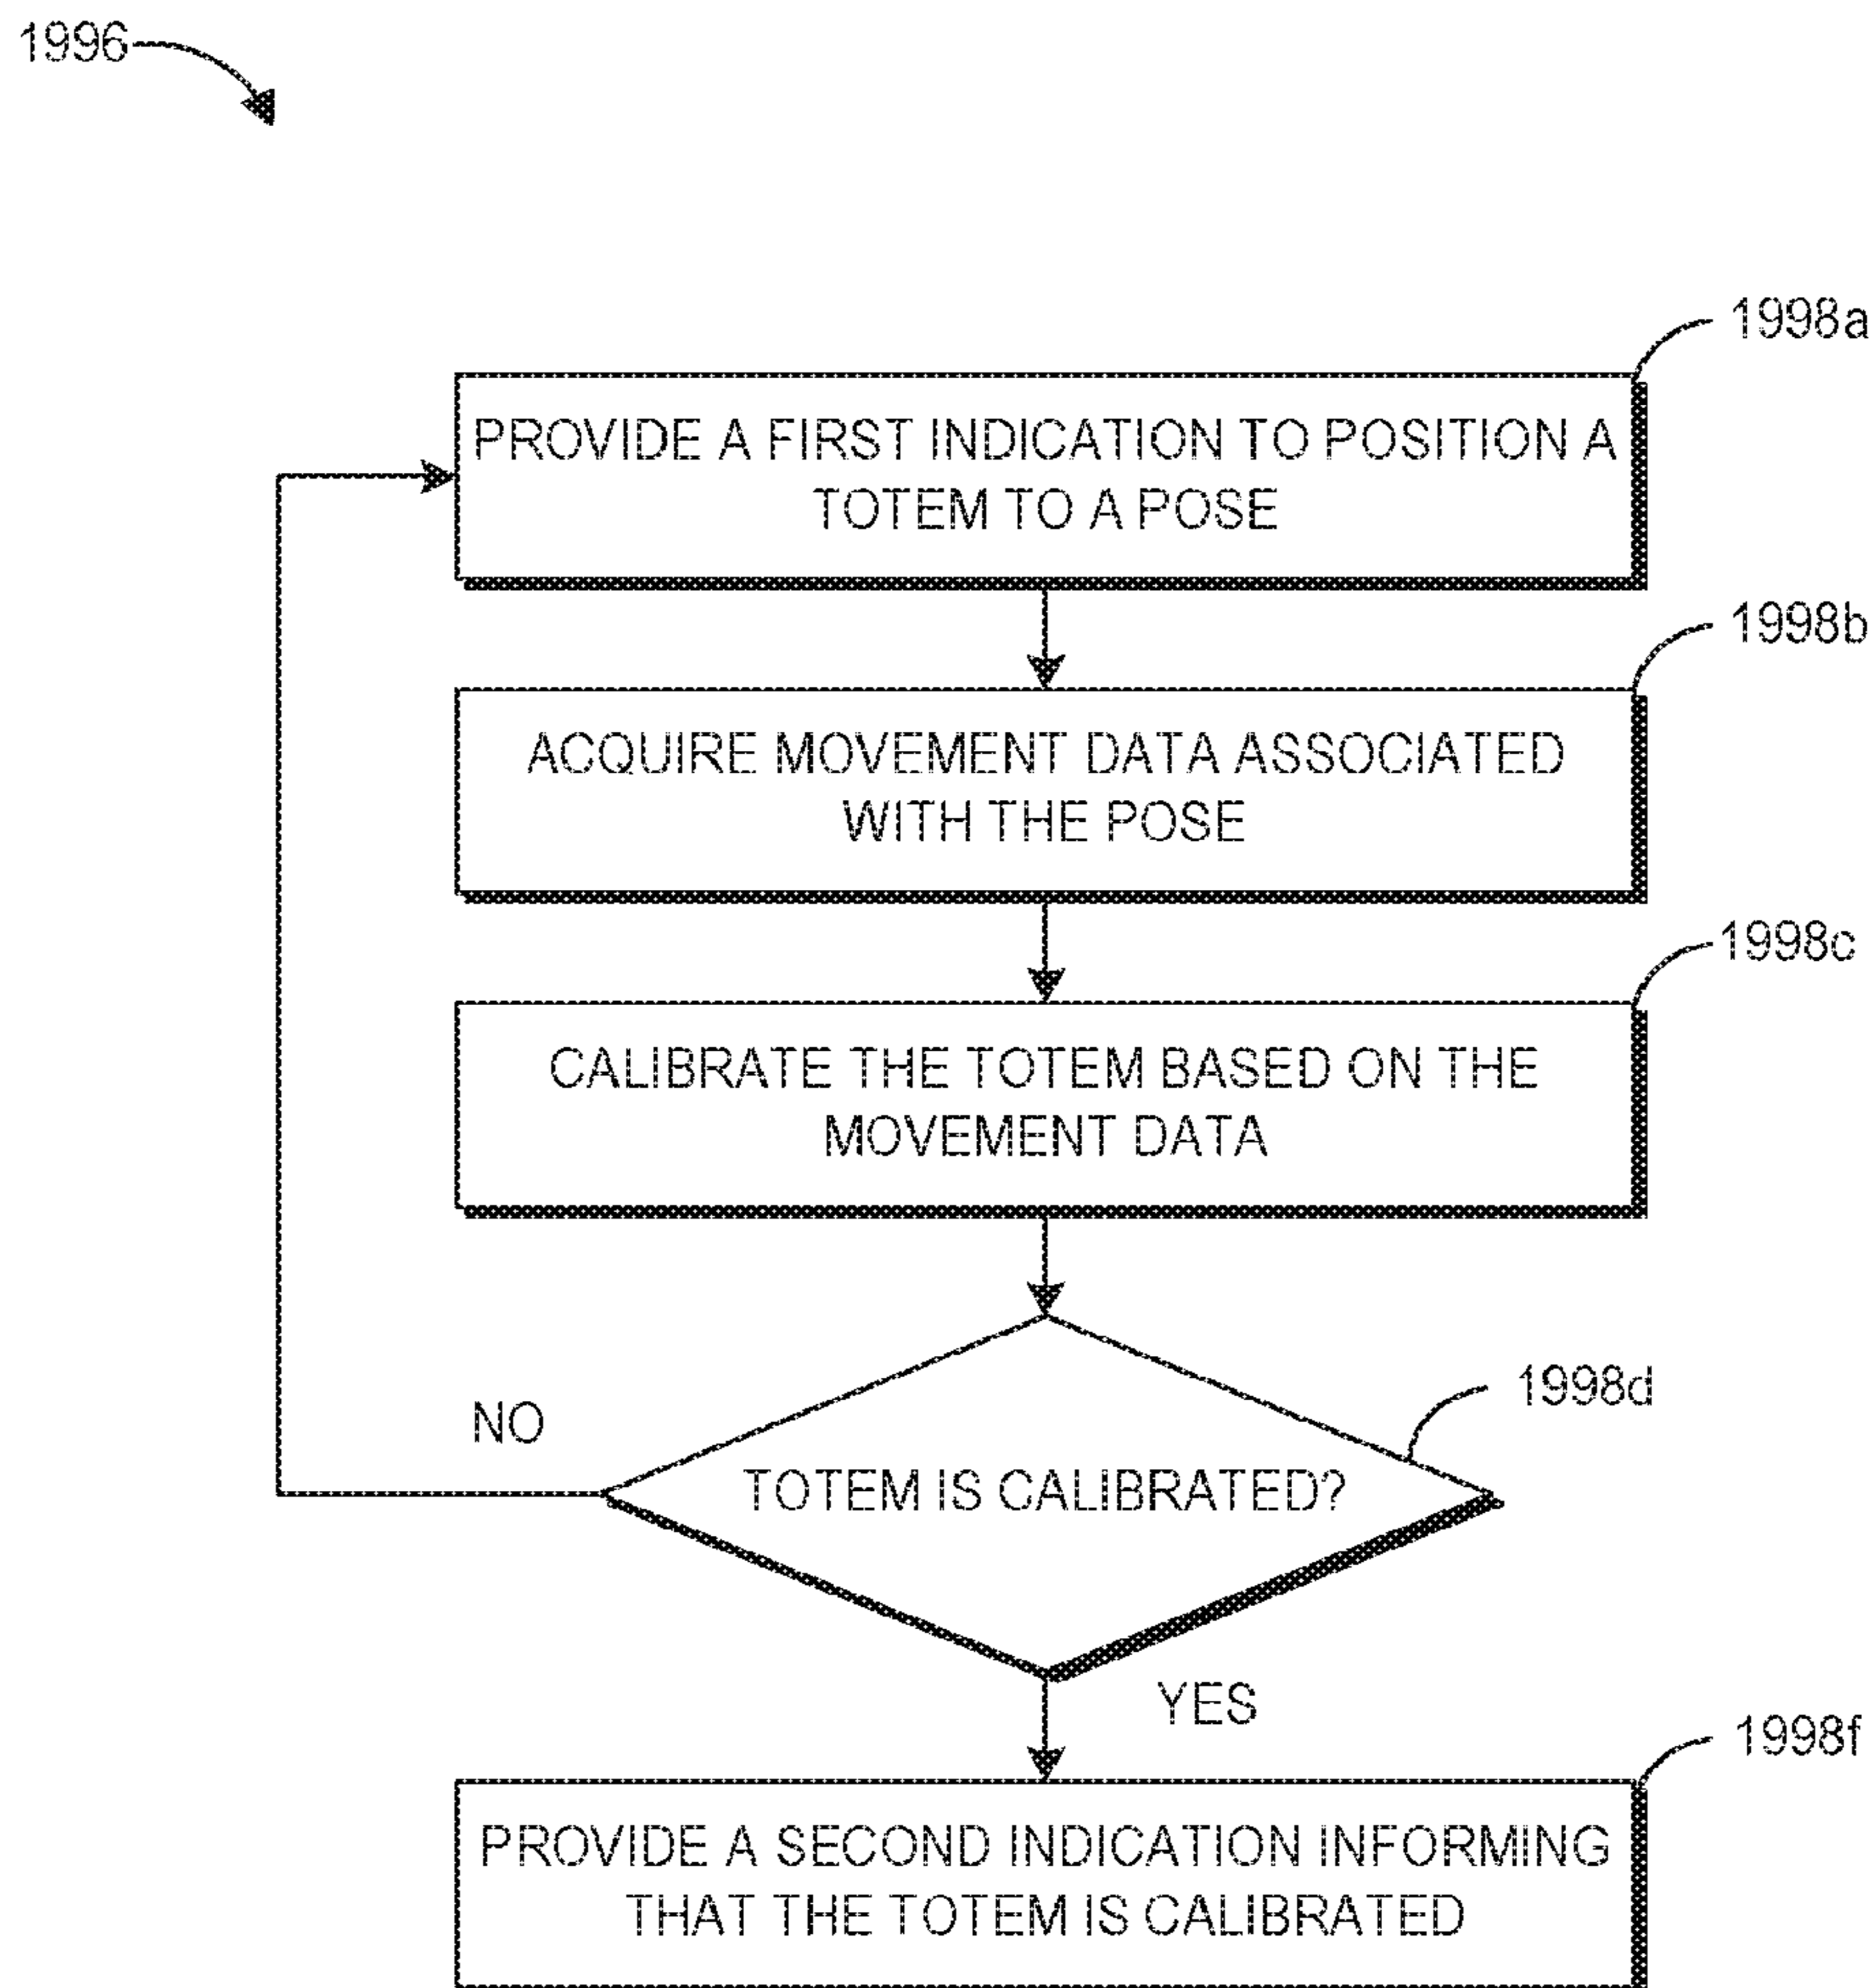 1996
1998a
PROVIDE A FIRST INDICATION TO POSITION A
TOTEM TO A POSE
1998b
ACQUIRE MOVEMENT DATA ASSOCIATED
WITH THE POSE
1998c
CALIBRATE THE TOTEM BASED ON THE
MOVEMENT DATA
1998d
NO
TOTEM IS CALIBRATED?
YES
1998f
PROVIDE A SECOND INDICATION INFORMING
THAT THE TOTEM IS CALIBRATED